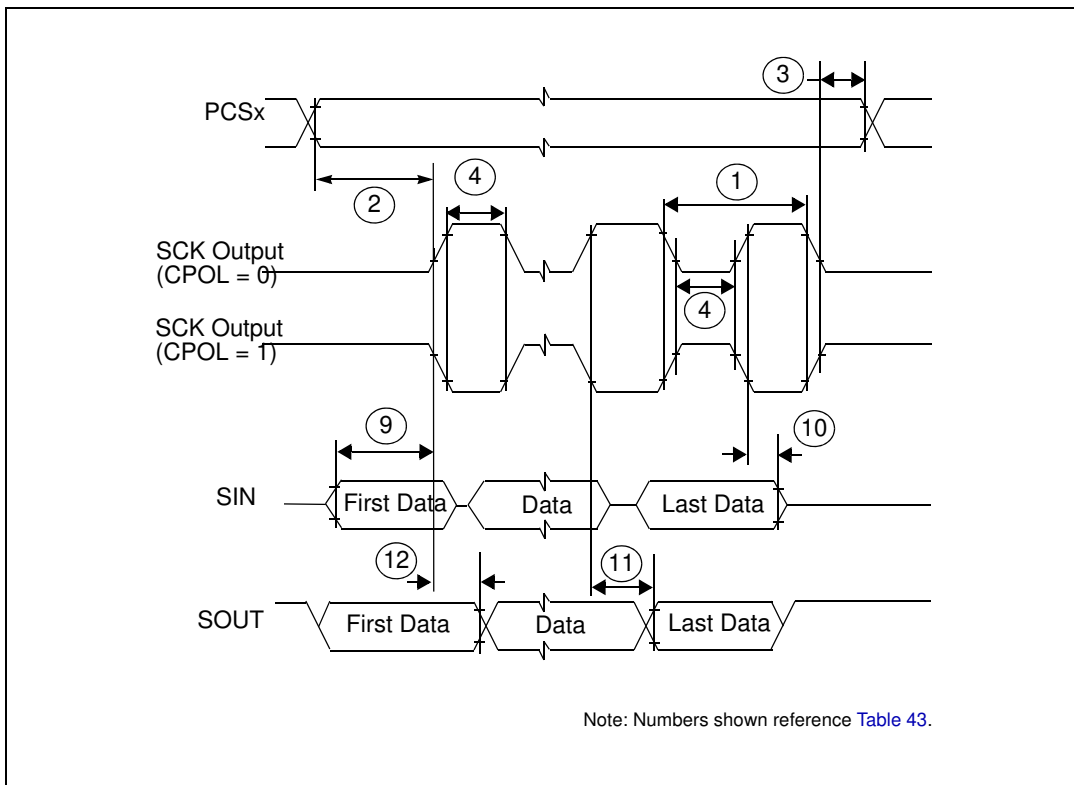 3
PCSx
2
4
1
SCK Output
(CPOL = 0)
4
SCK Output
(CPOL = 1)
9
10
SIN
First Data
Data
Last Data
12
11
SOUT
First Data
Data
Last Data
Note: Numbers shown reference Table 43.